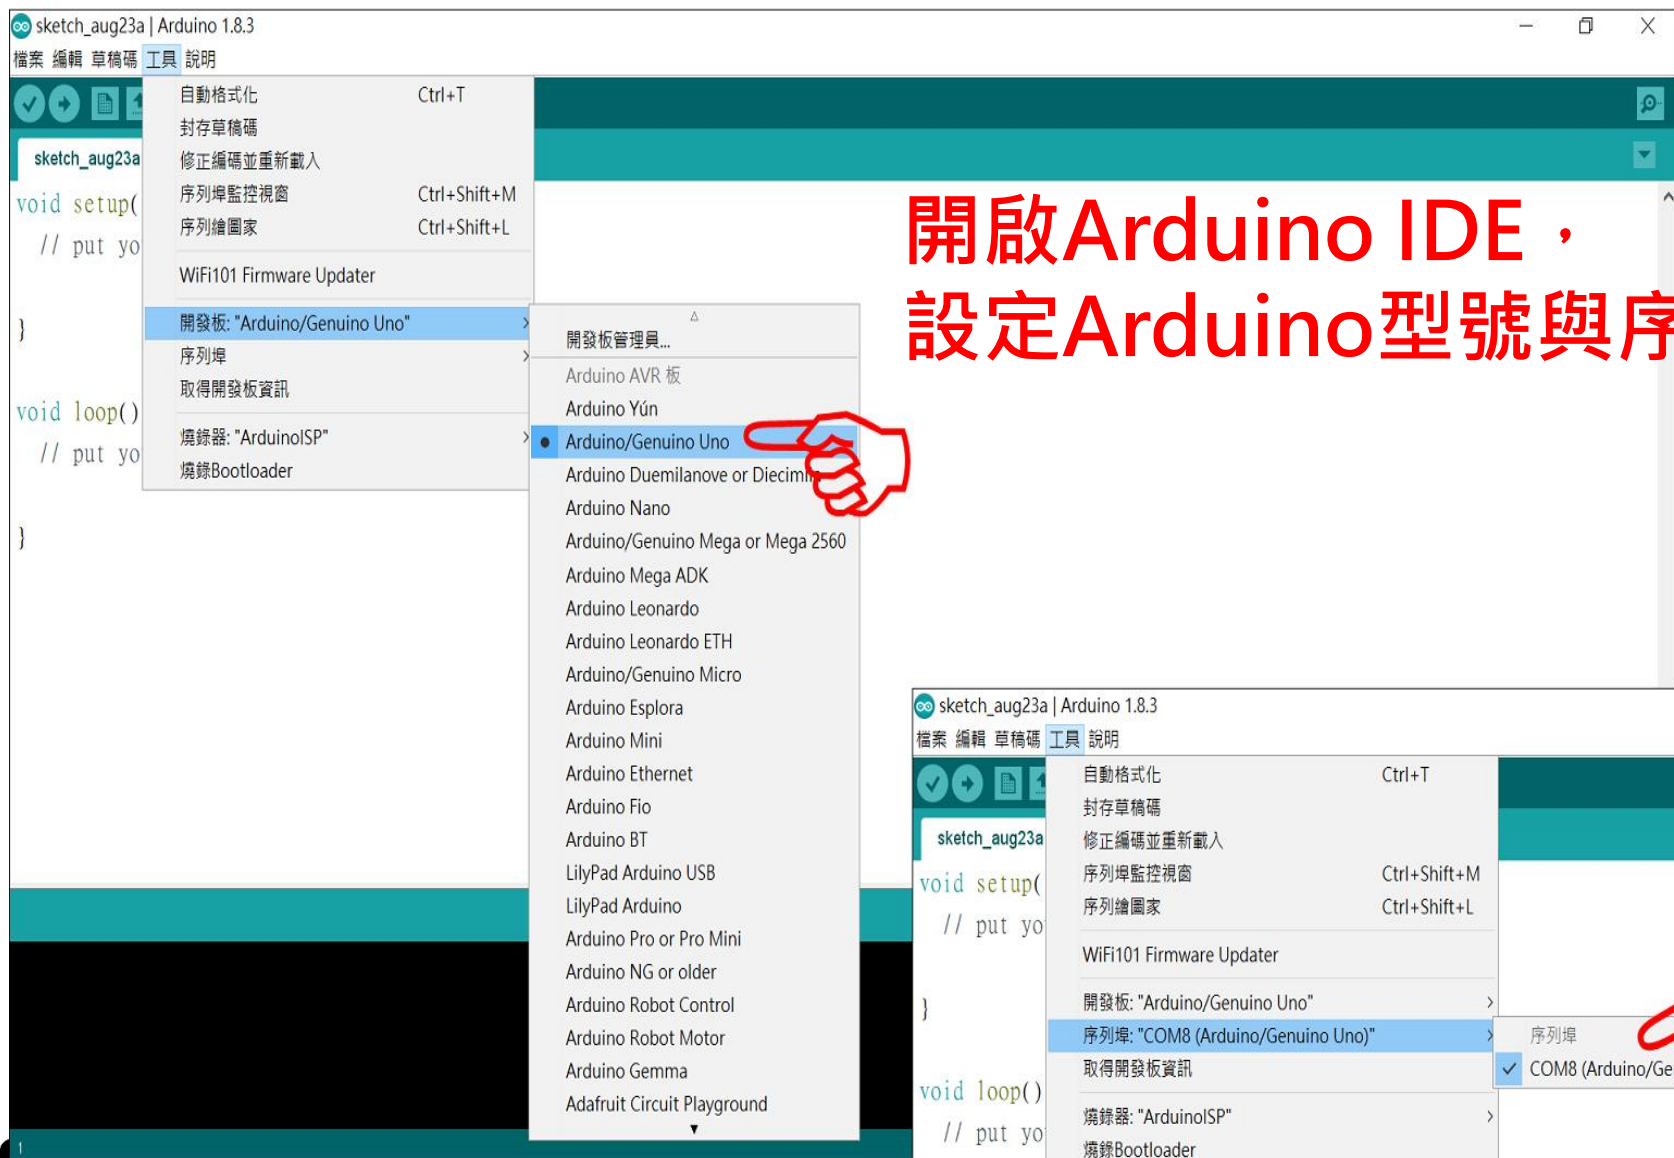 sketch_aug23a | Arduino 1.8.3
檔案 編輯 草稿碼 工具 說明
自動格式化 Ctrl+T
封存草稿碼
sketch_aug23a
修正編碼並重新載入
序列埠監控視窗 Ctrl+Shift+M
序列繪圖家 Ctrl+Shift+L
WiFi101 Firmware Updater
開發板: "Arduino/Genuino Uno"
序列埠
取得開發板資訊
燒錄器: "ArduinoISP"
燒錄Bootloader
void setup(
// put yo
}
void loop()
// put yo
}
開發板管理員...
Arduino AVR 板
Arduino Yún
Arduino/Genuino Uno
Arduino Duemilanove or Diecimila
Arduino Nano
Arduino/Genuino Mega or Mega 2560
Arduino Mega ADK
Arduino Leonardo
Arduino Leonardo ETH
Arduino/Genuino Micro
Arduino Esplora
Arduino Mini
Arduino Ethernet
Arduino Fio
Arduino BT
LilyPad Arduino USB
LilyPad Arduino
Arduino Pro or Pro Mini
Arduino NG or older
Arduino Robot Control
Arduino Robot Motor
Arduino Gemma
Adafruit Circuit Playground
1
開啟Arduino IDE，
設定Arduino型號與序
sketch_aug23a | Arduino 1.8.3
檔案 編輯 草稿碼 工具 說明
自動格式化 Ctrl+T
封存草稿碼
sketch_aug23a
修正編碼並重新載入
序列埠監控視窗 Ctrl+Shift+M
序列繪圖家 Ctrl+Shift+L
WiFi101 Firmware Updater
開發板: "Arduino/Genuino Uno"
序列埠: "COM8 (Arduino/Genuino Uno)"
取得開發板資訊
燒錄器: "ArduinoISP"
燒錄Bootloader
void setup(
// put yo
}
void loop()
// put yo
序列埠
COM8 (Arduino/Ge